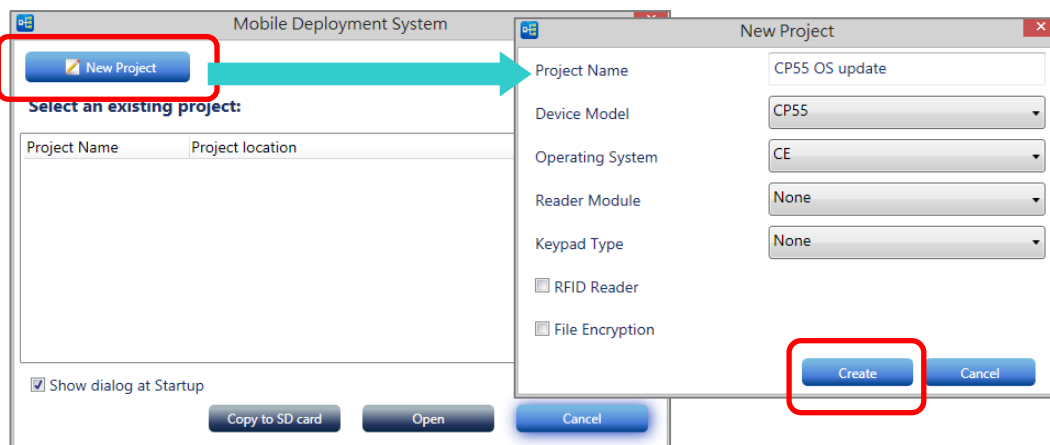 Mobile Deployment System
New Project
Select an existing project:
Project Name Project location
Show dialog at Startup
Copy to SD card Open Cancel
New Project
Project Name CP55 OS update
Device Model CP55
Operating System CE
Reader Module None
Keypad Type None
RFID Reader
File Encryption
Create Cancel